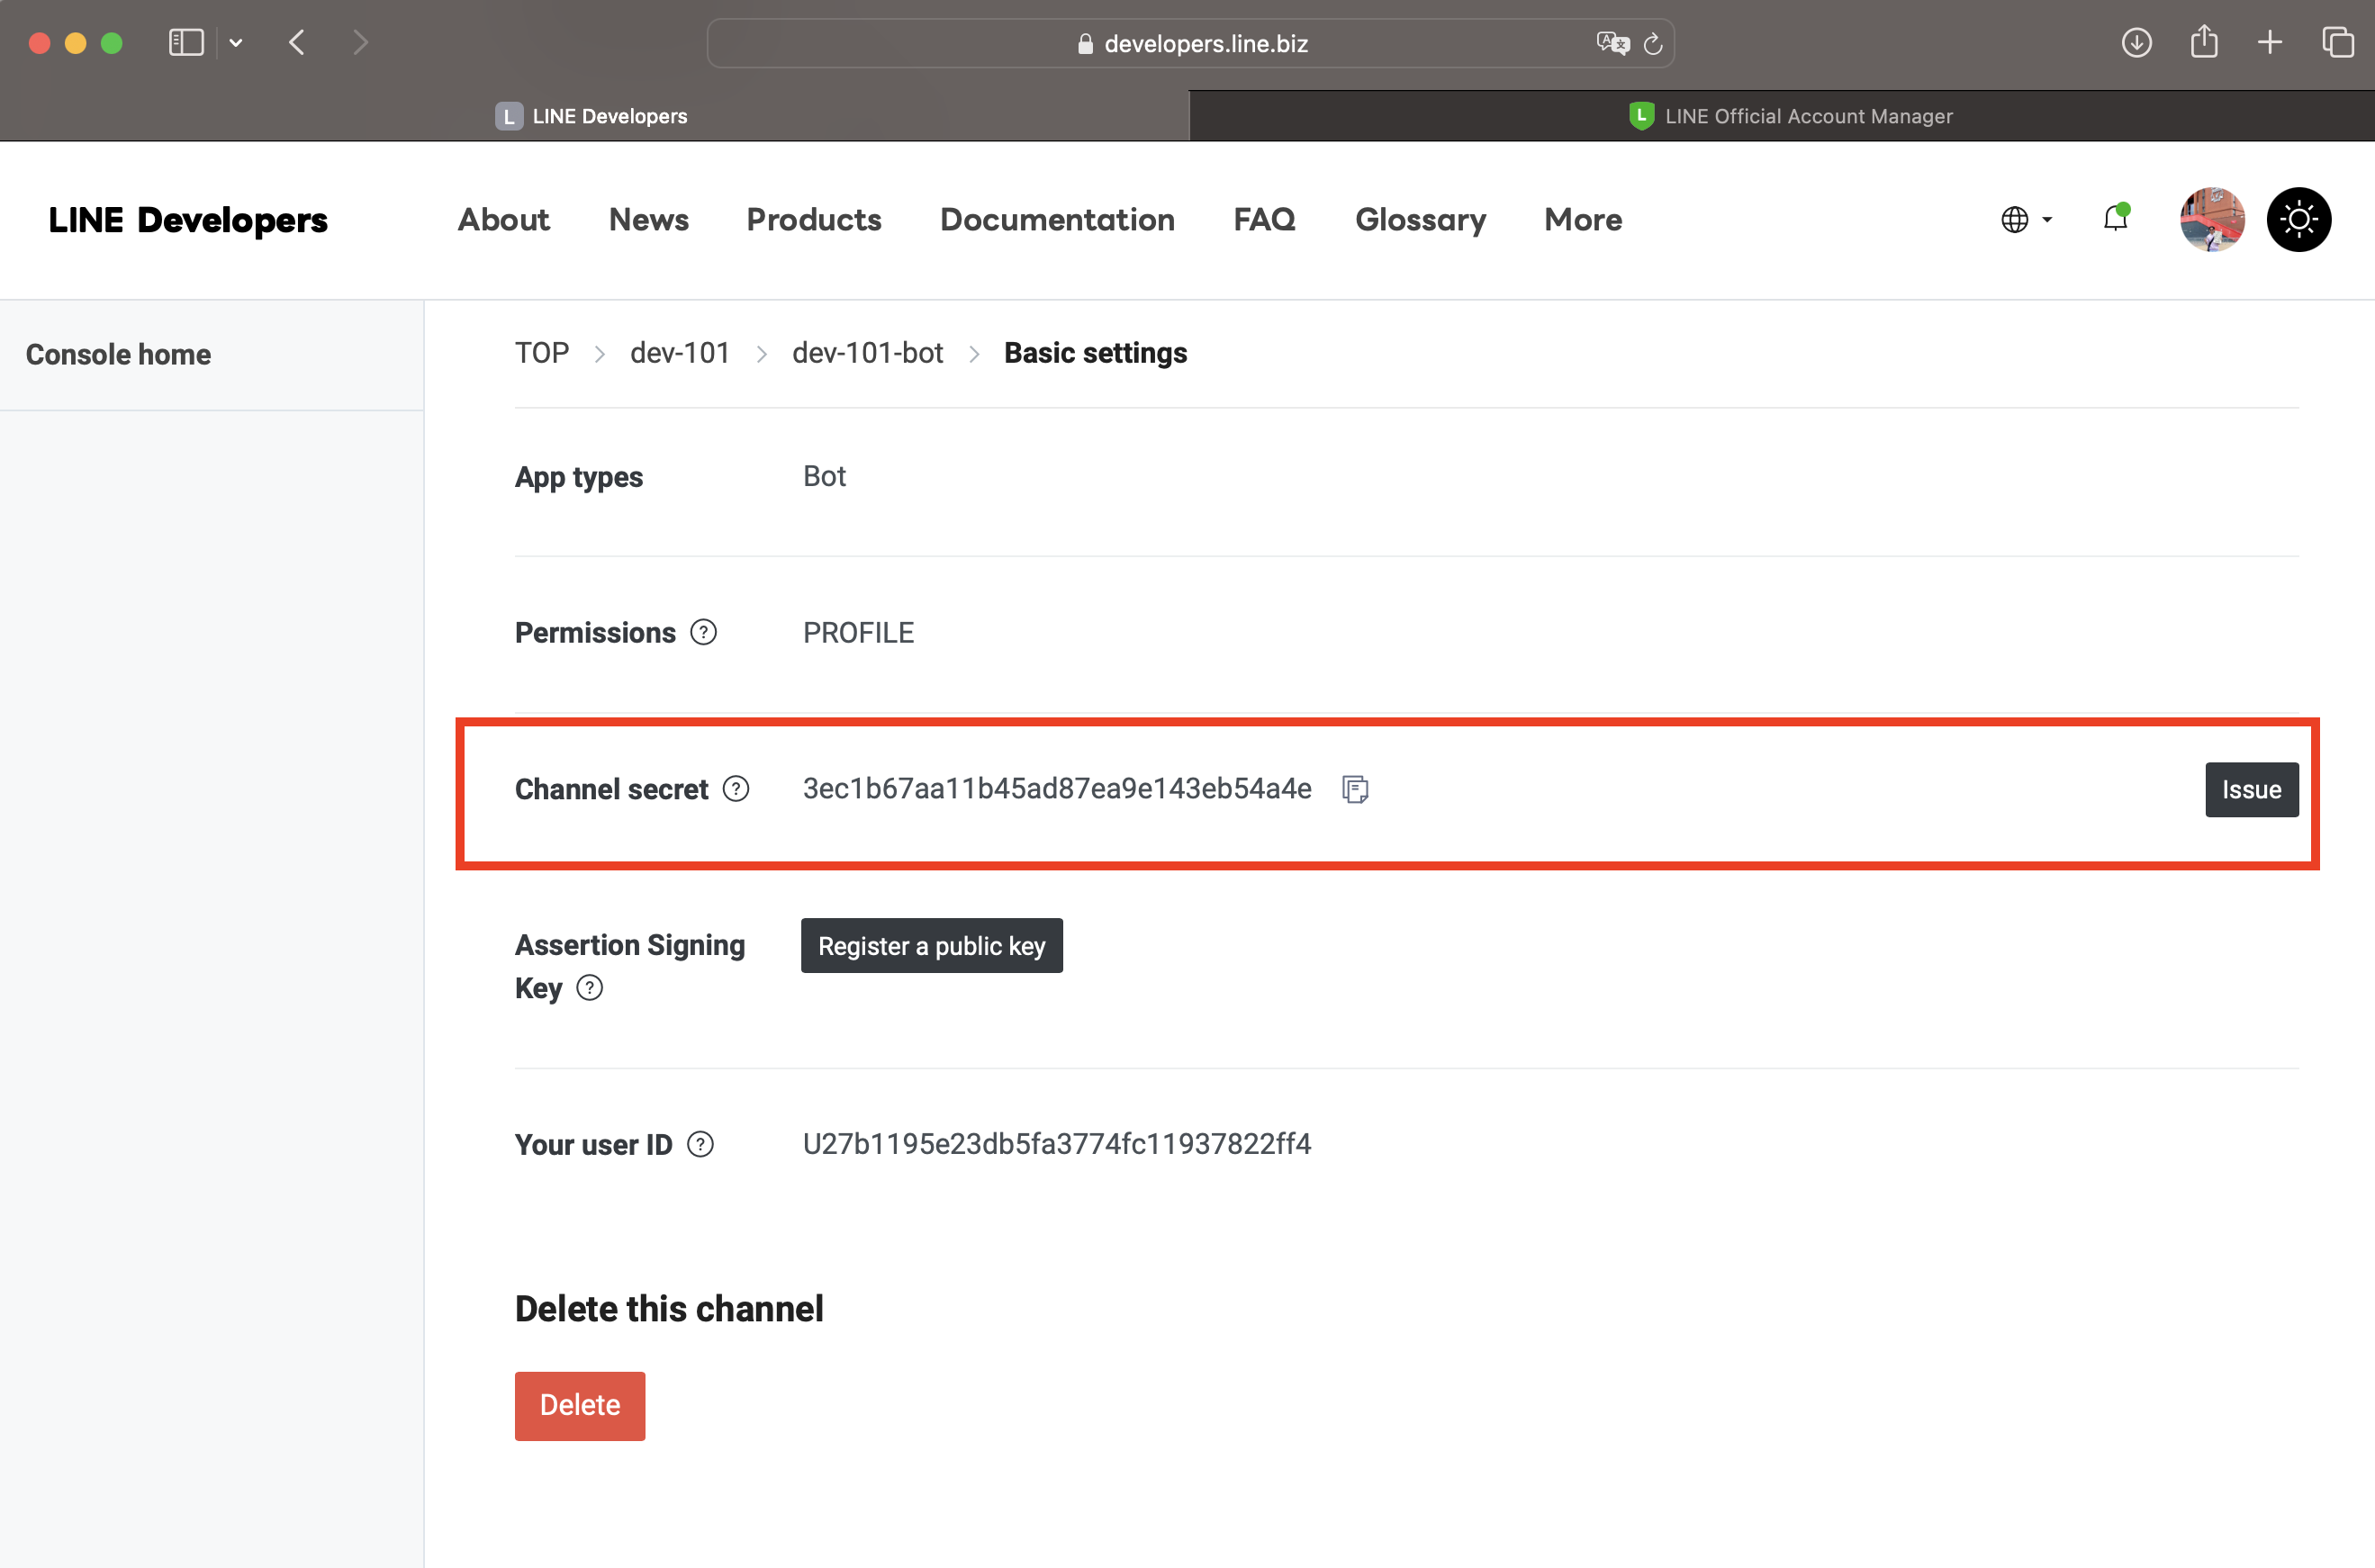 developers.line.biz
L LINE Developers
L LINE Official Account Manager
LINE Developers
About News Products Documentation FAQ Glossary More
Console home
TOP > dev-101 > dev-101-bot > Basic settings
App types Bot
Permissions ? PROFILE
Channel secret ? 3ec1b67aa11b45ad87ea9e143eb54a4e Issue
Assertion Signing
Key ?
Register a public key
Your user ID ? U27b1195e23db5fa3774fc11937822ff4
Delete this channel
Delete